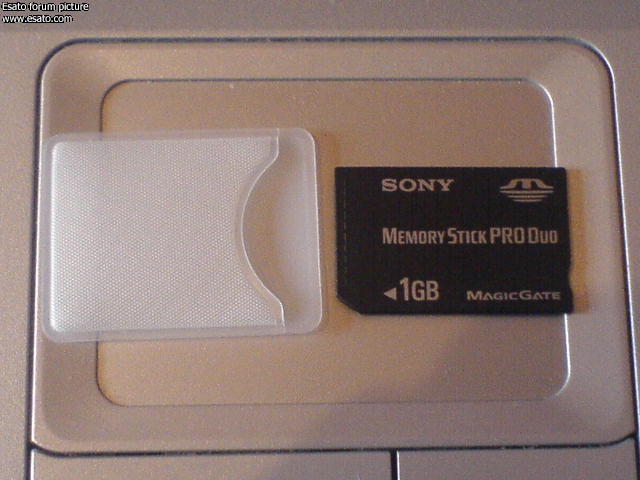 Esato forum picture
www.esato.com
SONY
MEMORY STICK PRO DUO
◄1GB MAGICGATE